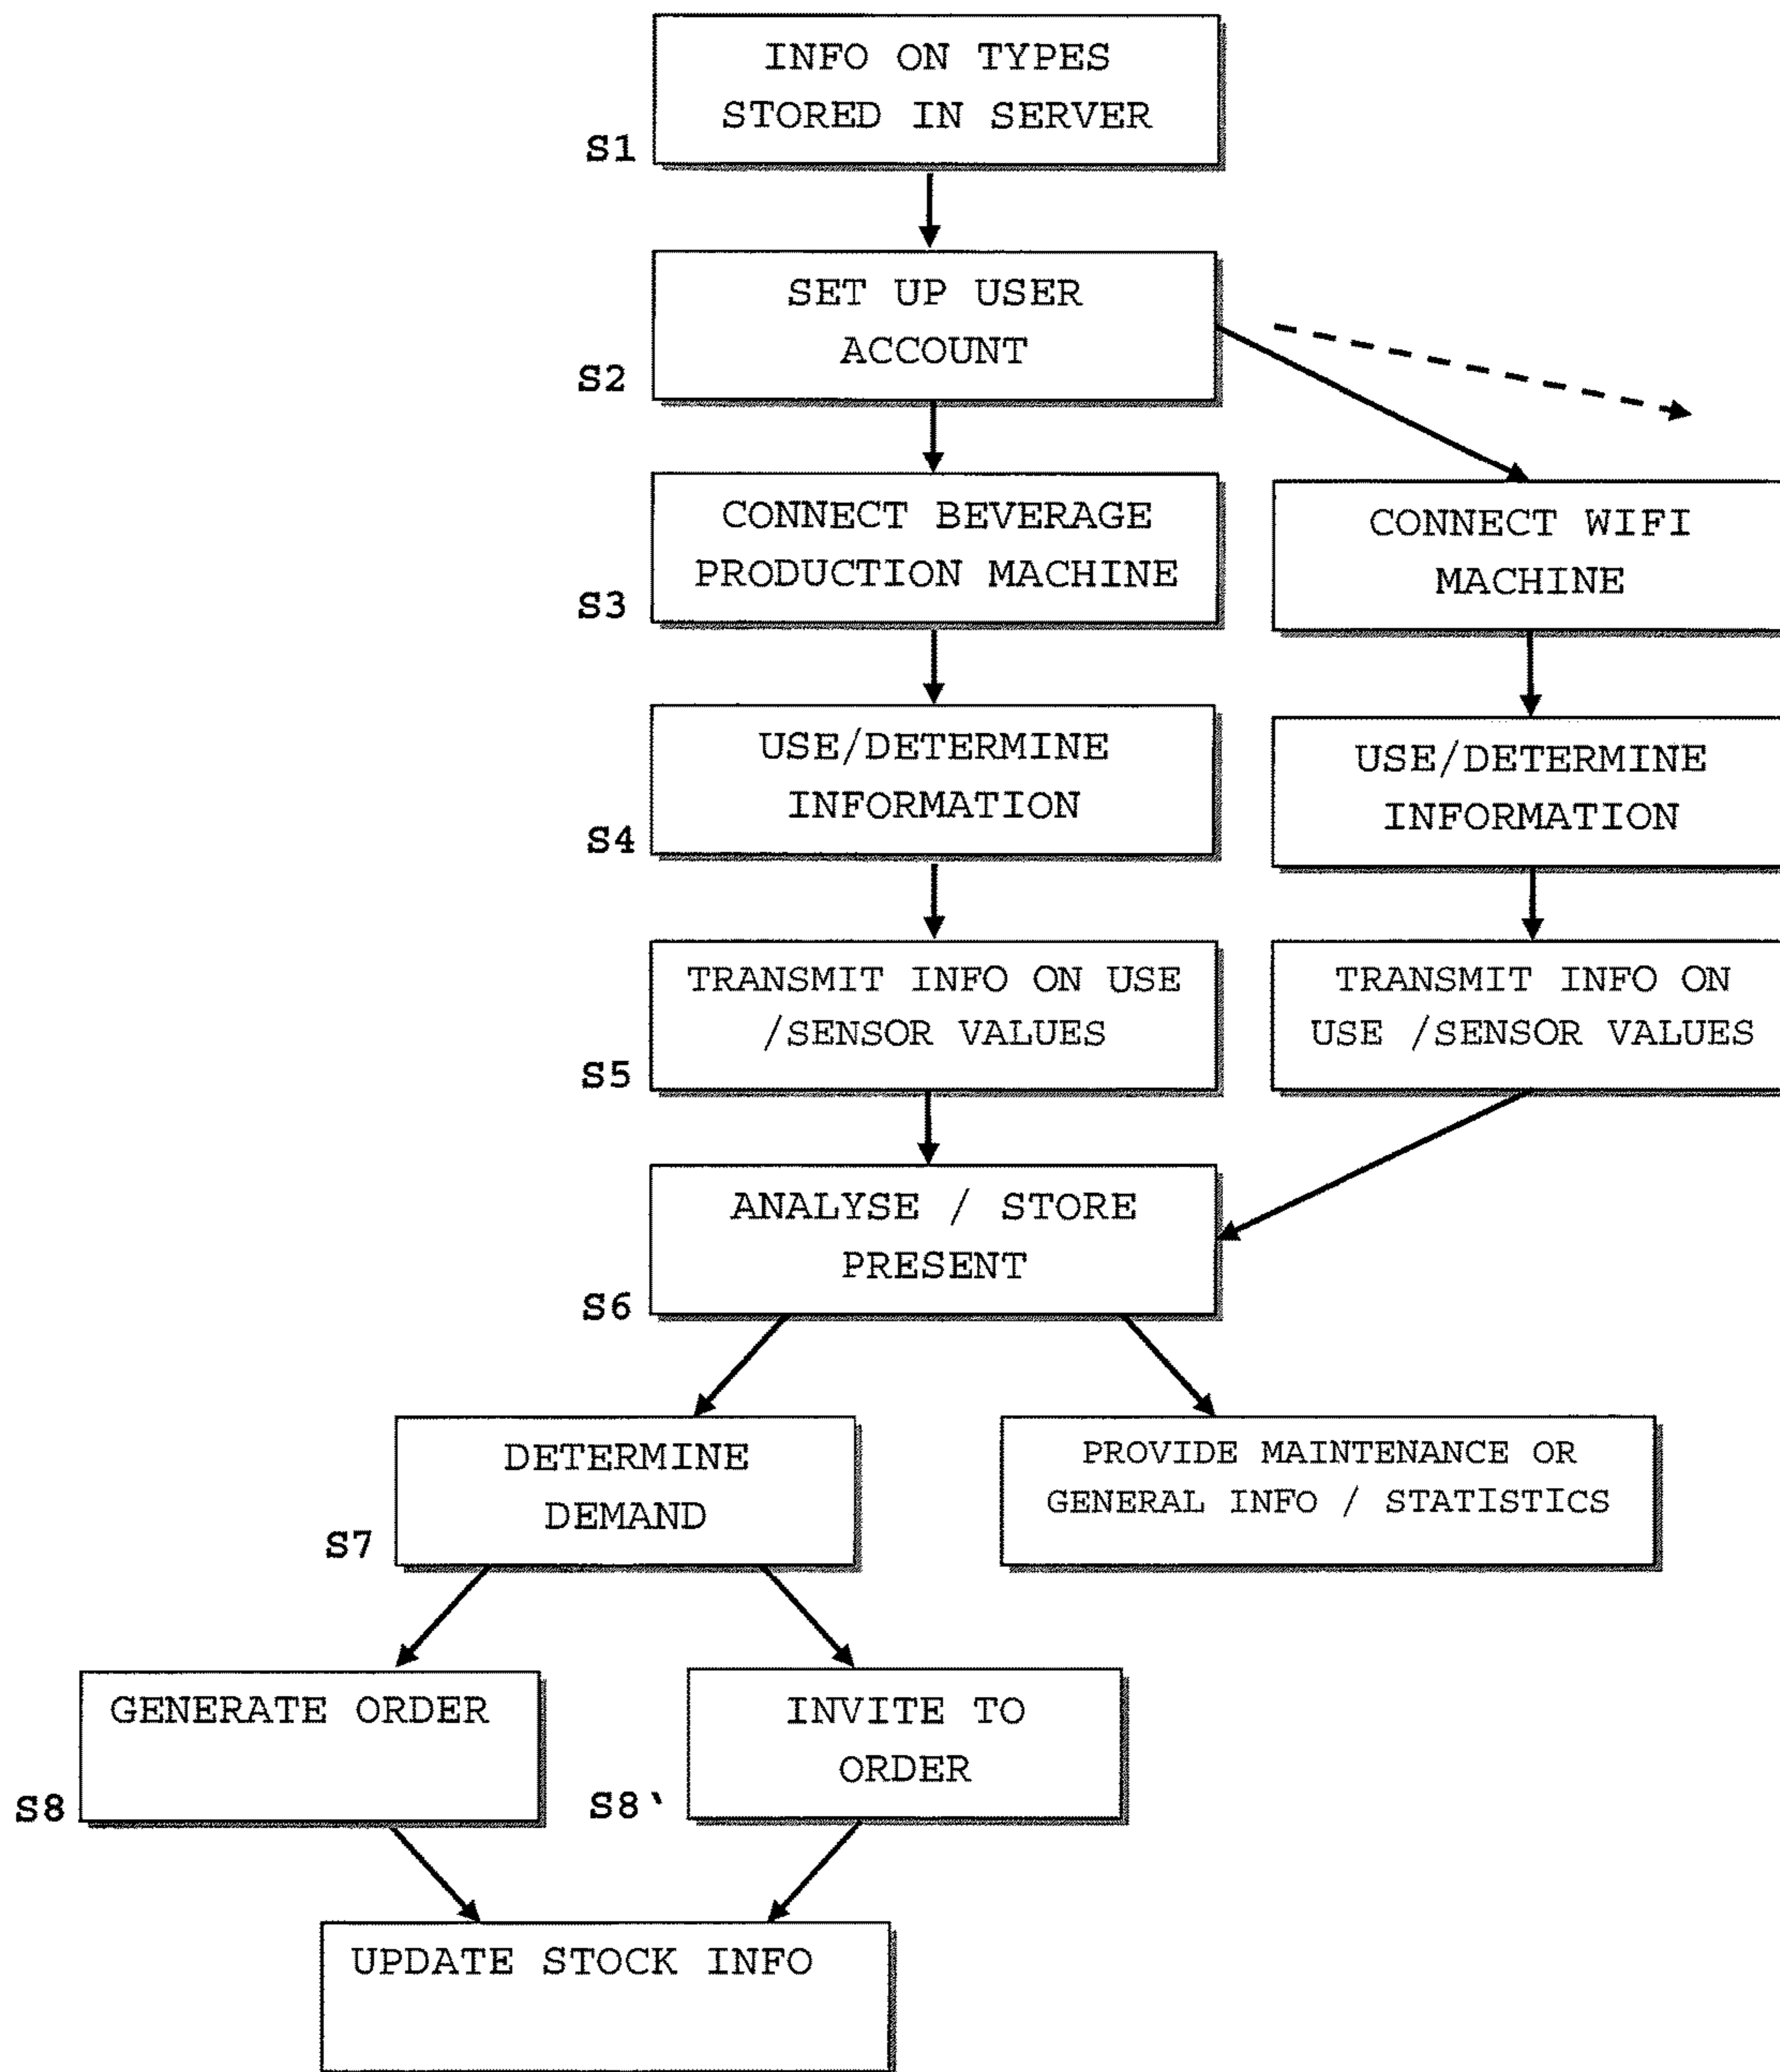 INFO ON TYPES
STORED IN SERVER
S1
SET UP USER
ACCOUNT
S2
CONNECT BEVERAGE
PRODUCTION MACHINE
S3
CONNECT WIFI
MACHINE
USE/DETERMINE
INFORMATION
S4
USE/DETERMINE
INFORMATION
TRANSMIT INFO ON USE
/SENSOR VALUES
S5
TRANSMIT INFO ON
USE /SENSOR VALUES
ANALYSE / STORE
PRESENT
S6
DETERMINE
DEMAND
S7
PROVIDE MAINTENANCE OR
GENERAL INFO / STATISTICS
GENERATE ORDER
S8
INVITE TO
ORDER
S8‵
UPDATE STOCK INFO